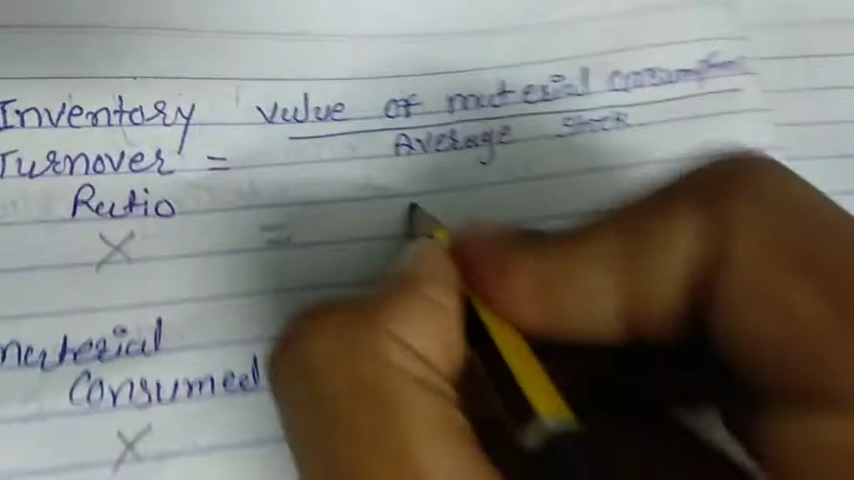 Inventory value of material consumption
Turnover = Average Stock
Ratio
X =
material
Consumed
X